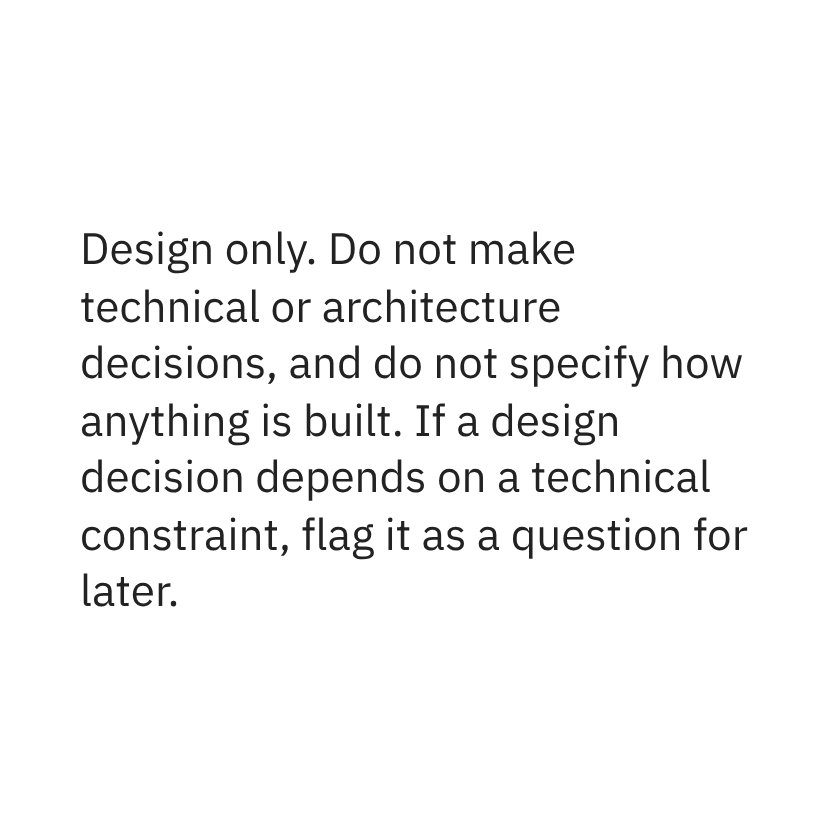 Design only. Do not make
technical or architecture
decisions, and do not specify how
anything is built. If a design
decision depends on a technical
constraint, flag it as a question for
later.